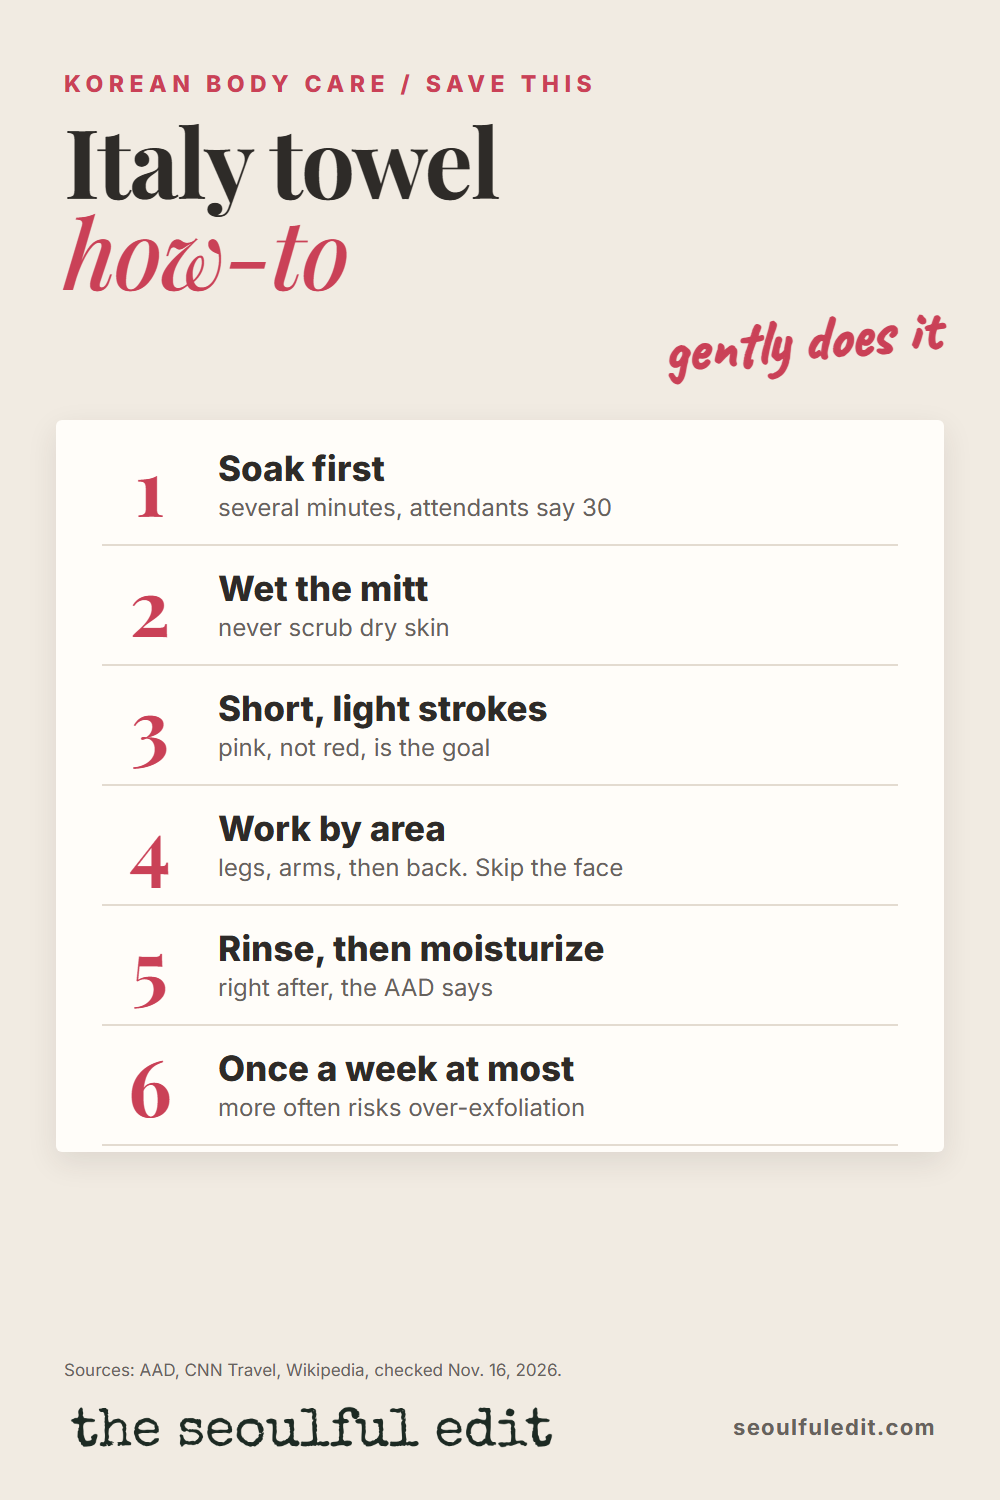 KOREAN BODY CARE / SAVE THIS
Italy towel
how-to
gently does it
1
Soak first
several minutes, attendants say 30
2
Wet the mitt
never scrub dry skin
3
Short, light strokes
pink, not red, is the goal
4
Work by area
legs, arms, then back. Skip the face
5
Rinse, then moisturize
right after, the AAD says
6
Once a week at most
more often risks over-exfoliation
Sources: AAD, CNN Travel, Wikipedia, checked Nov. 16, 2026.
the seoulful edit
seoulfuledit.com